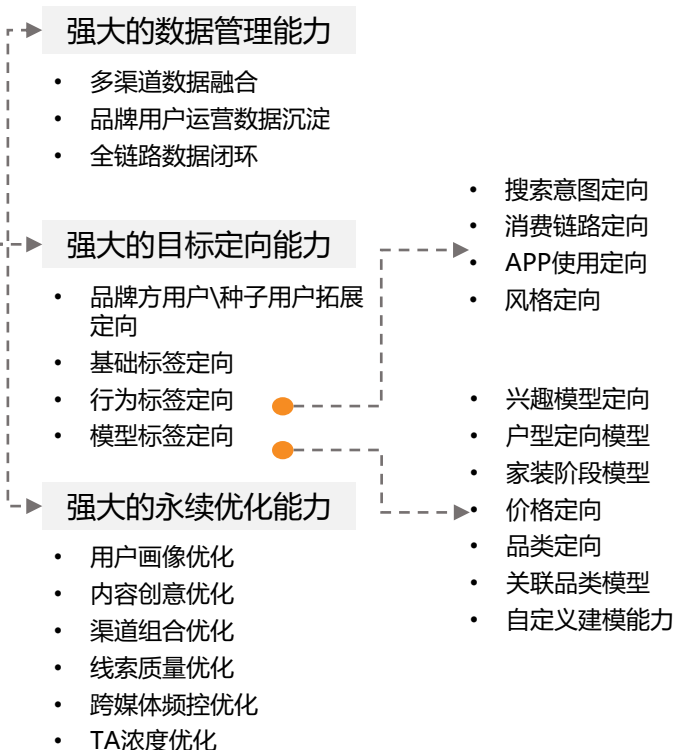 强大的数据管理能力
• 多渠道数据融合
• 品牌用户运营数据沉淀
• 全链路数据闭环
强大的目标定向能力
• 品牌方用户\种子用户拓展
定向
• 基础标签定向
• 行为标签定向
• 模型标签定向
• 搜索意图定向
• 消费链路定向
• APP使用定向
• 风格定向
• 兴趣模型定向
• 户型定向模型
• 家装阶段模型
• 价格定向
• 品类定向
• 关联品类模型
• 自定义建模能力
强大的永续优化能力
• 用户画像优化
• 内容创意优化
• 渠道组合优化
• 线索质量优化
• 跨媒体频控优化
• TA浓度优化